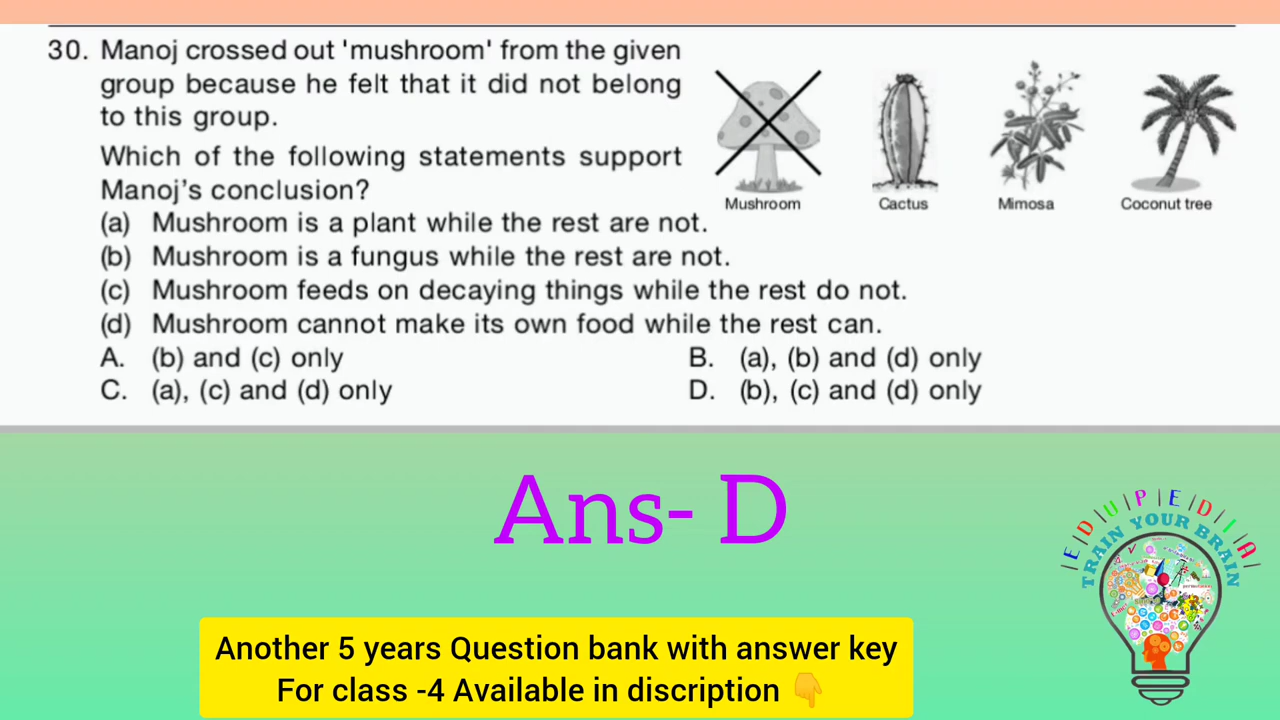 30. Manoj crossed out 'mushroom' from the given
group because he felt that it did not belong
to this group.
Which of the following statements support
Manoj's conclusion?
Mushroom
Cactus
Mimosa
Coconut tree
(a) Mushroom is a plant while the rest are not.
(b) Mushroom is a fungus while the rest are not.
(c) Mushroom feeds on decaying things while the rest do not.
(d) Mushroom cannot make its own food while the rest can.
A. (b) and (c) only
B. (a), (b) and (d) only
C. (a), (c) and (d) only
D. (b), (c) and (d) only
Ans- D
|E|D|U|P|E|D|I|A|
TRAIN YOUR BRAIN
Another 5 years Question bank with answer key
For class -4 Available in discription 👇